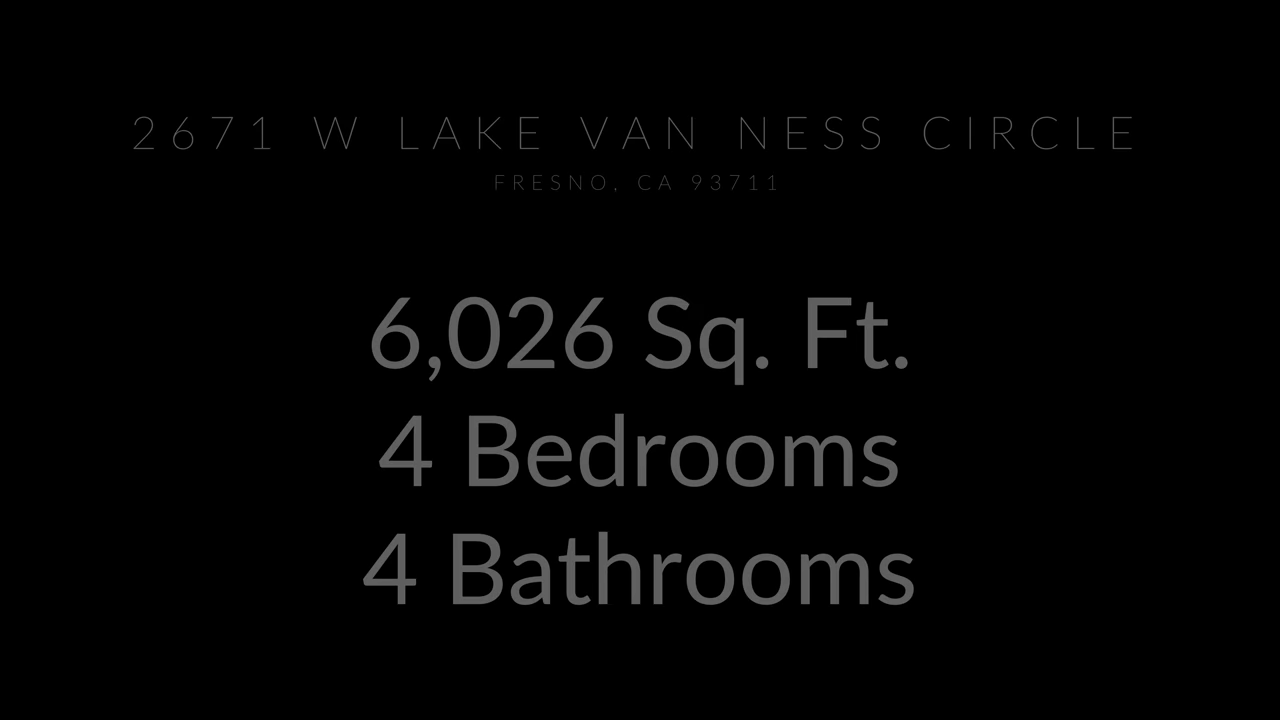 2671 W LAKE VAN NESS CIRCLE
FRESNO, CA 93711
6,026 Sq. Ft.
4 Bedrooms
4 Bathrooms